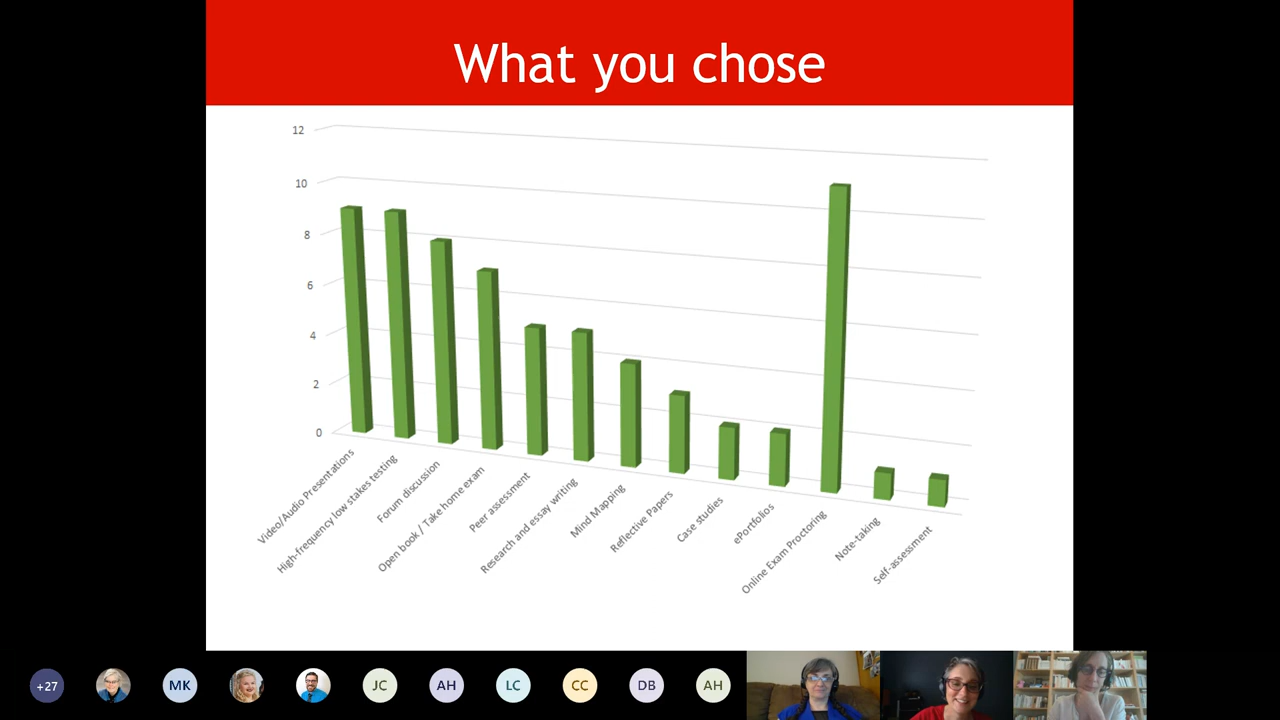 What you chose
12
10
8
6
4
2
0
Video/Audio Presentations
High-frequency low stakes testing
Forum discussion
Open book / Take home exam
Peer assessment
Research and essay writing
Mind Mapping
Reflective Papers
Case studies
ePortfolios
Online Exam Proctoring
Note-taking
Self-assessment
+27
MK
JC
AH
LC
CC
DB
AH